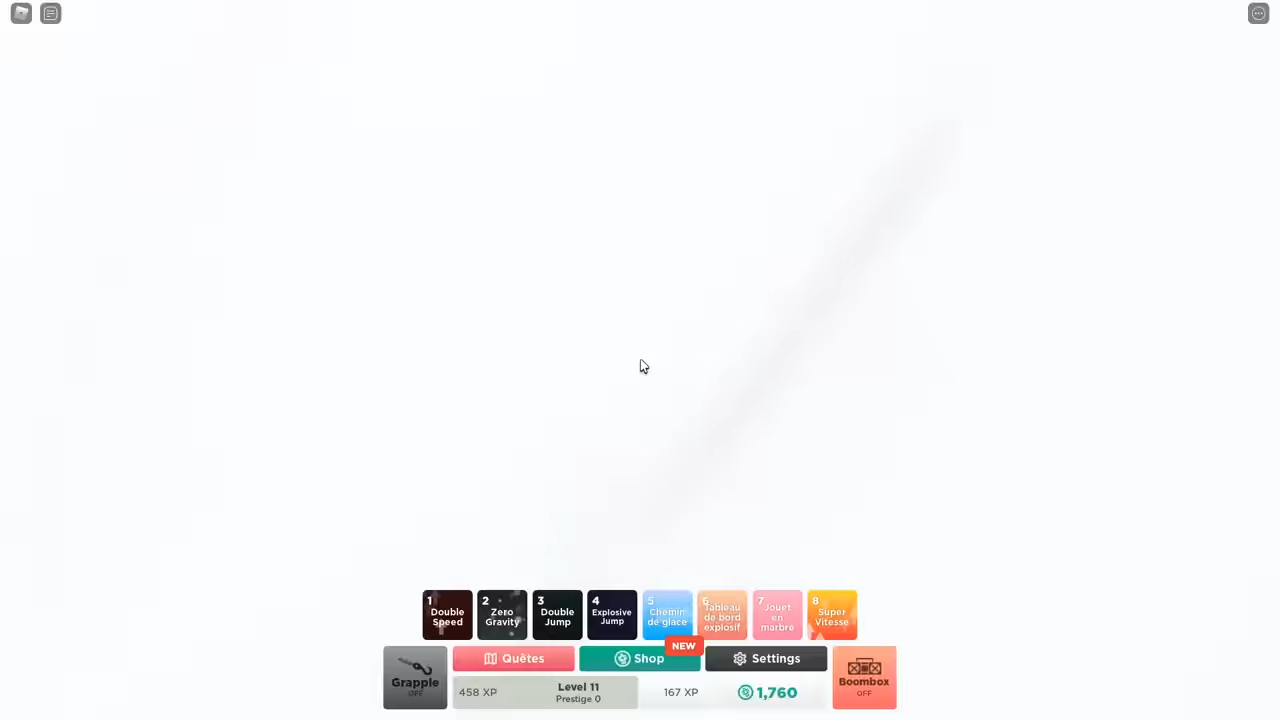 1 Double Speed
2 Zero Gravity
3 Double Jump
4 Explosive Jump
5 Chemin de glace
6 Tableau de bord explosif
7 Jouet en marbre
8 Super Vitesse
NEW
Grapple
OFF
Quêtes
Shop
Settings
Boombox
OFF
458 XP
Level 11
Prestige 0
167 XP
1,760